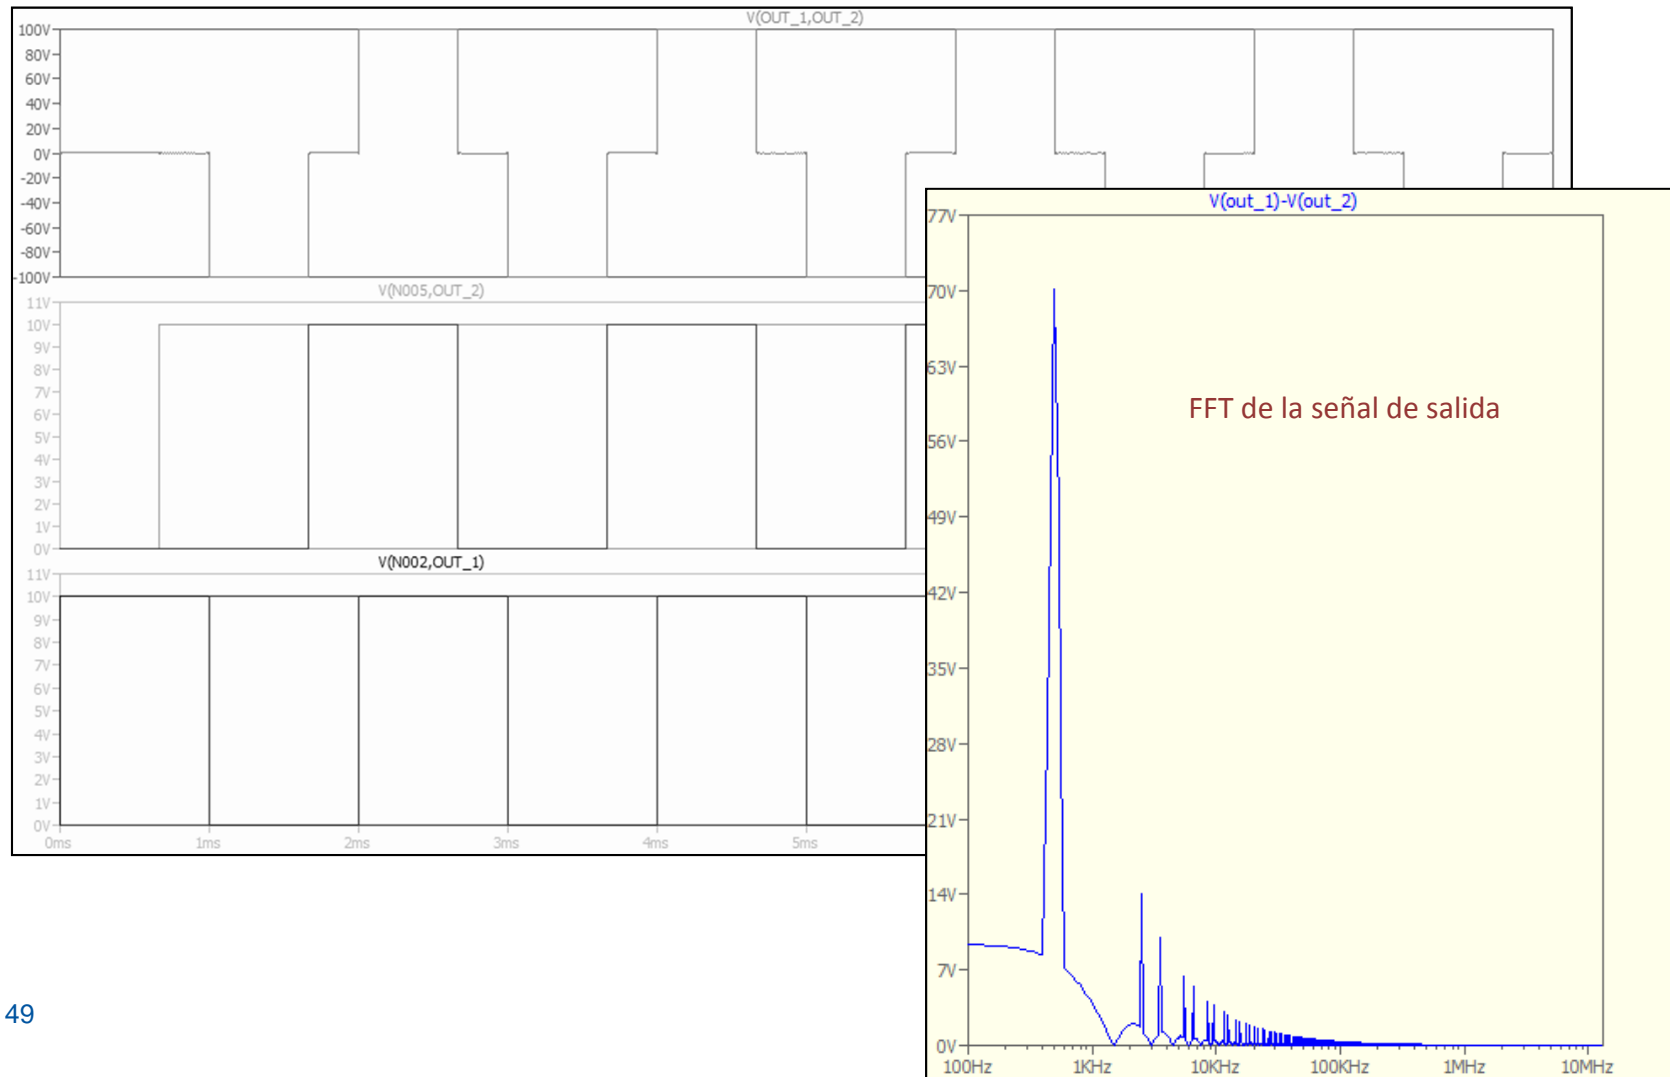 V(OUT_1,OUT_2)
100V
80V
60V
40V
20V
0V
-20V
-40V
-60V
-80V
-100V
V(N005,OUT_2)
11V
10V
9V
8V
7V
6V
5V
4V
3V
2V
1V
0V
V(N002,OUT_1)
11V
10V
9V
8V
7V
6V
5V
4V
3V
2V
1V
0V
0ms 1ms 2ms 3ms 4ms 5ms
V(out_1)-V(out_2)
77V
70V
63V
56V
49V
42V
35V
28V
21V
14V
7V
0V
100Hz 1KHz 10KHz 100KHz 1MHz 10MHz
FFT de la señal de salida
49